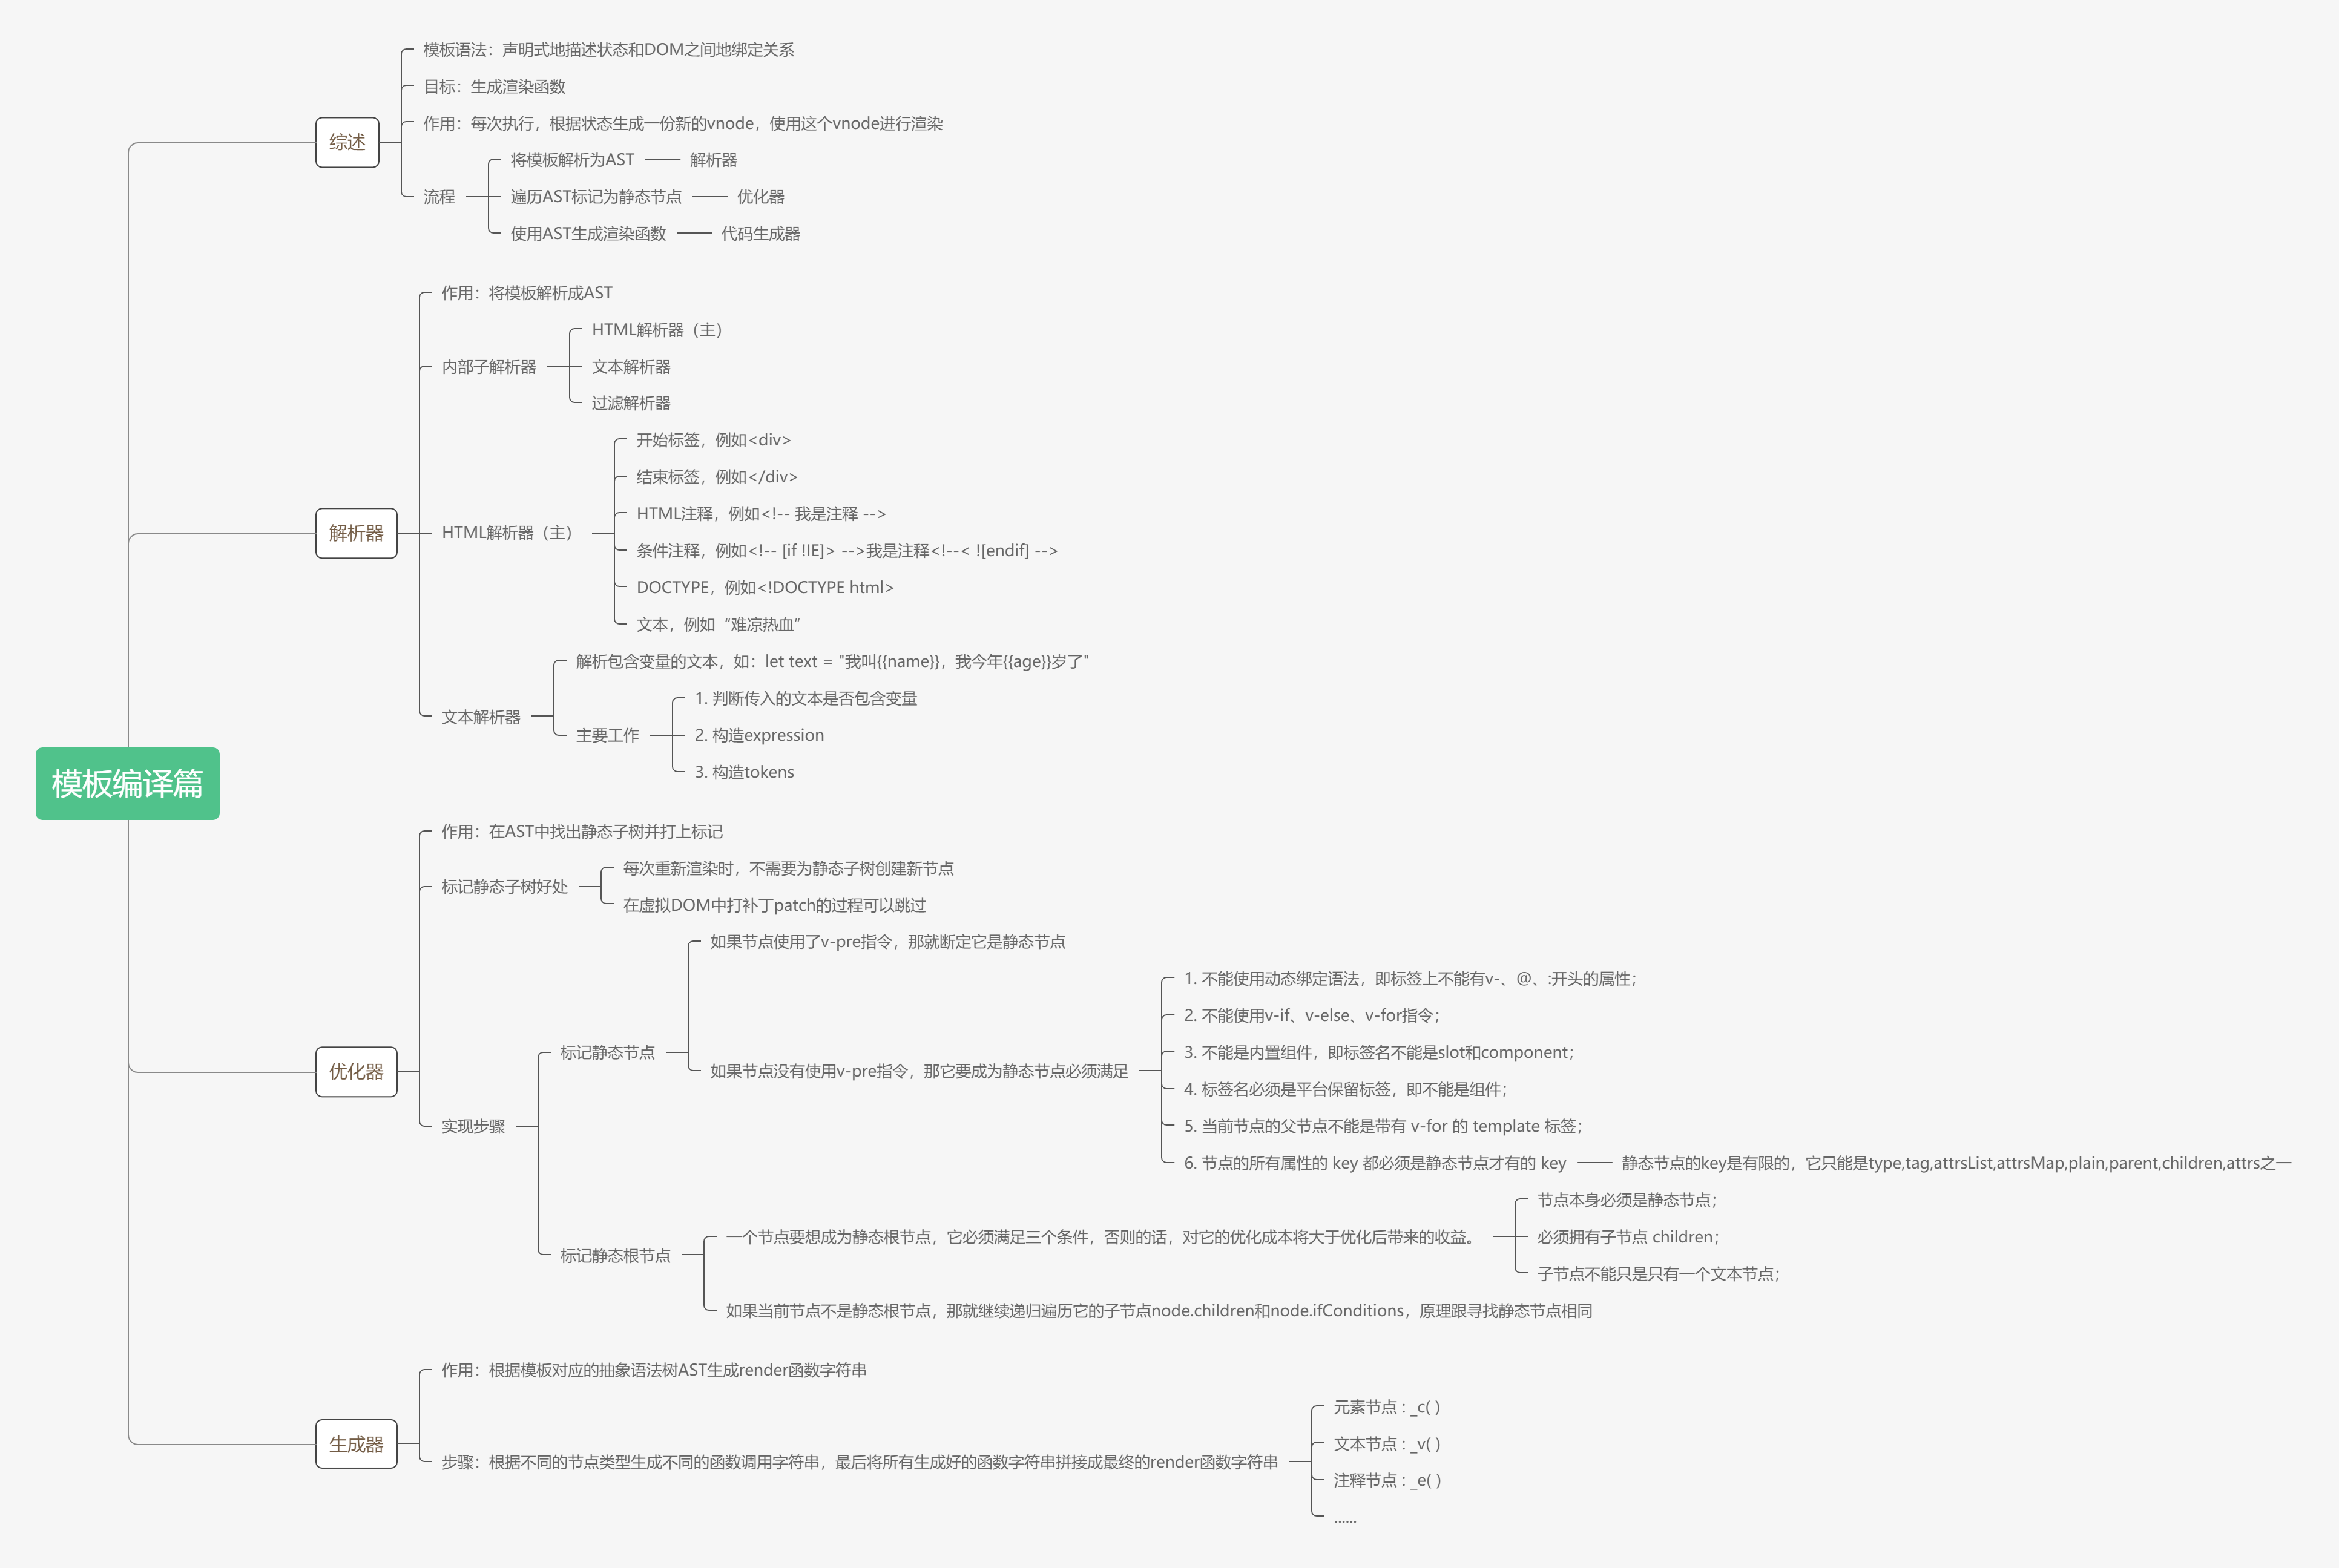 模板编译篇
综述
模板语法：声明式地描述状态和DOM之间地绑定关系
目标：生成渲染函数
作用：每次执行，根据状态生成一份新的vnode，使用这个vnode进行渲染
流程
将模板解析为AST
解析器
遍历AST标记为静态节点
优化器
使用AST生成渲染函数
代码生成器
解析器
作用：将模板解析成AST
内部子解析器
HTML解析器（主）
文本解析器
过滤解析器
HTML解析器（主）
开始标签，例如<div>
结束标签，例如</div>
HTML注释，例如<!-- 我是注释 -->
条件注释，例如<!-- [if !IE]> -->我是注释<!--< ![endif] -->
DOCTYPE，例如<!DOCTYPE html>
文本，例如“难凉热血”
文本解析器
解析包含变量的文本，如：let text = "我叫{{name}}，我今年{{age}}岁了"
主要工作
1. 判断传入的文本是否包含变量
2. 构造expression
3. 构造tokens
优化器
作用：在AST中找出静态子树并打上标记
标记静态子树好处
每次重新渲染时，不需要为静态子树创建新节点
在虚拟DOM中打补丁patch的过程可以跳过
实现步骤
标记静态节点
如果节点使用了v-pre指令，那就断定它是静态节点
如果节点没有使用v-pre指令，那它要成为静态节点必须满足
1. 不能使用动态绑定语法，即标签上不能有v-、@、:开头的属性；
2. 不能使用v-if、v-else、v-for指令；
3. 不能是内置组件，即标签名不能是slot和component；
4. 标签名必须是平台保留标签，即不能是组件；
5. 当前节点的父节点不能是带有 v-for 的 template 标签；
6. 节点的所有属性的 key 都必须是静态节点才有的 key
静态节点的key是有限的，它只能是type,tag,attrsList,attrsMap,plain,parent,children,attrs之一
标记静态根节点
一个节点要想成为静态根节点，它必须满足三个条件，否则的话，对它的优化成本将大于优化后带来的收益。
节点本身必须是静态节点；
必须拥有子节点 children；
子节点不能只是只有一个文本节点；
如果当前节点不是静态根节点，那就继续递归遍历它的子节点node.children和node.ifConditions，原理跟寻找静态节点相同
生成器
作用：根据模板对应的抽象语法树AST生成render函数字符串
步骤：根据不同的节点类型生成不同的函数调用字符串，最后将所有生成好的函数字符串拼接成最终的render函数字符串
元素节点 : _c( )
文本节点 : _v( )
注释节点 : _e( )
......